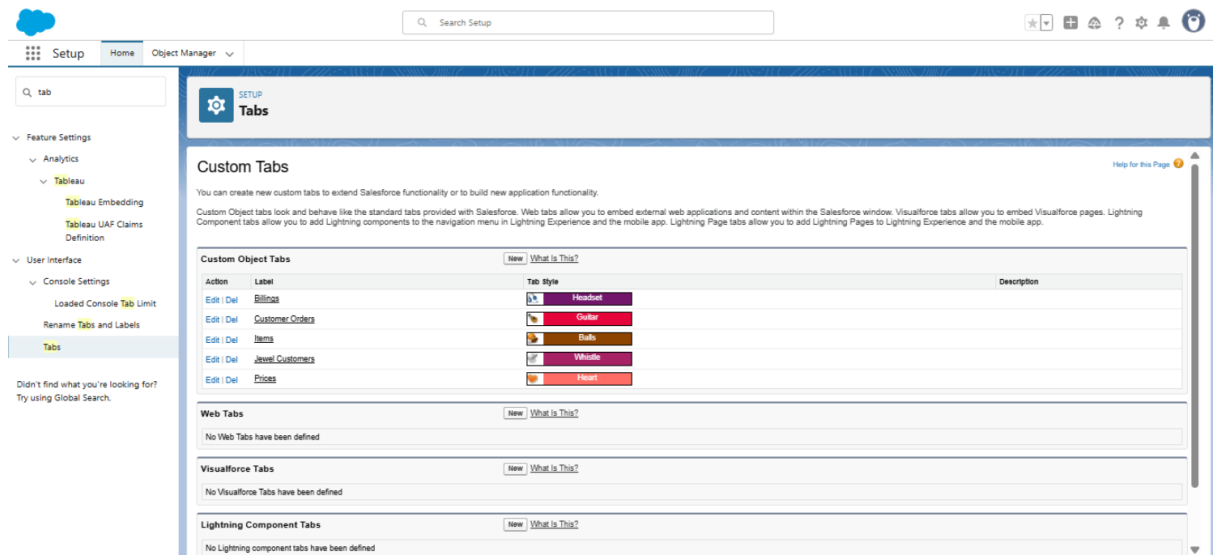 Search Setup
Setup
Home
Object Manager
tab
Feature Settings
Analytics
Tableau
Tableau Embedding
Tableau UAF Claims
Definition
User Interface
Console Settings
Loaded Console Tab Limit
Rename Tabs and Labels
Tabs
Didn't find what you're looking for?
Try using Global Search.
SETUP
Tabs
Custom Tabs
Help for this Page
You can create new custom tabs to extend Salesforce functionality or to build new application functionality.
Custom Object tabs look and behave like the standard tabs provided with Salesforce. Web tabs allow you to embed external web applications and content within the Salesforce window. Visualforce tabs allow you to embed Visualforce pages. Lightning
Component tabs allow you to add Lightning components to the navigation menu in Lightning Experience and the mobile app. Lightning Page tabs allow you to add Lightning Pages to Lightning Experience and the mobile app.
Custom Object Tabs New What Is This?
Action Label Tab Style Description
Edit | Del Billings Headset
Edit | Del Customer Orders Guitar
Edit | Del Items Balls
Edit | Del Jewel Customers Whistle
Edit | Del Prices Heart
Web Tabs New What Is This?
No Web Tabs have been defined
Visualforce Tabs New What Is This?
No Visualforce Tabs have been defined
Lightning Component Tabs New What Is This?
No Lightning component tabs have been defined